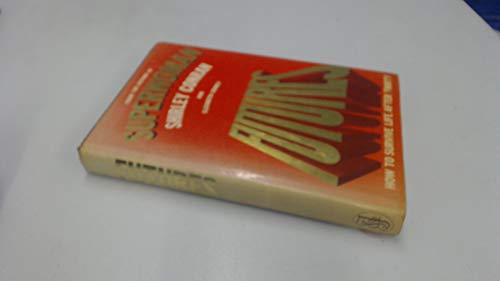 SUPERWOMAN
SHIRLEY CONRAN
FUTURES
HOW TO SURVIVE LIFE AFTER THIRTY
FUTURES